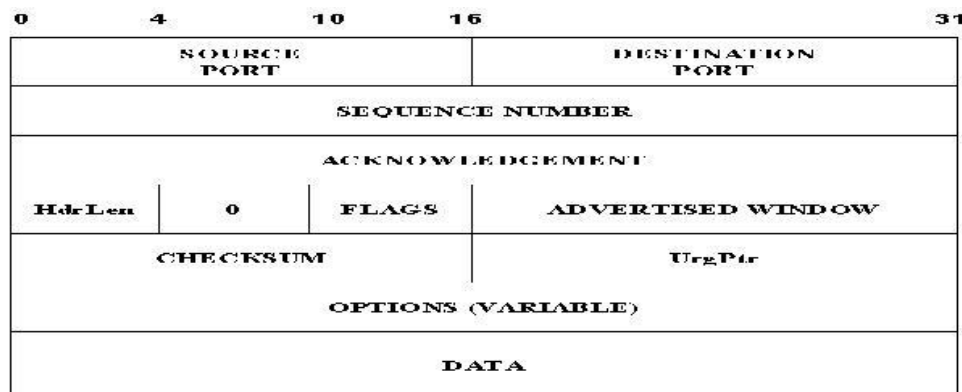 0 4 10 16 31
SOURCE PORT DESTINATION PORT
SEQUENCE NUMBER
ACKNOWLEDGEMENT
HdrLen 0 FLAGS ADVERTISED WINDOW
CHECKSUM UrgPtr
OPTIONS (VARIABLE)
DATA